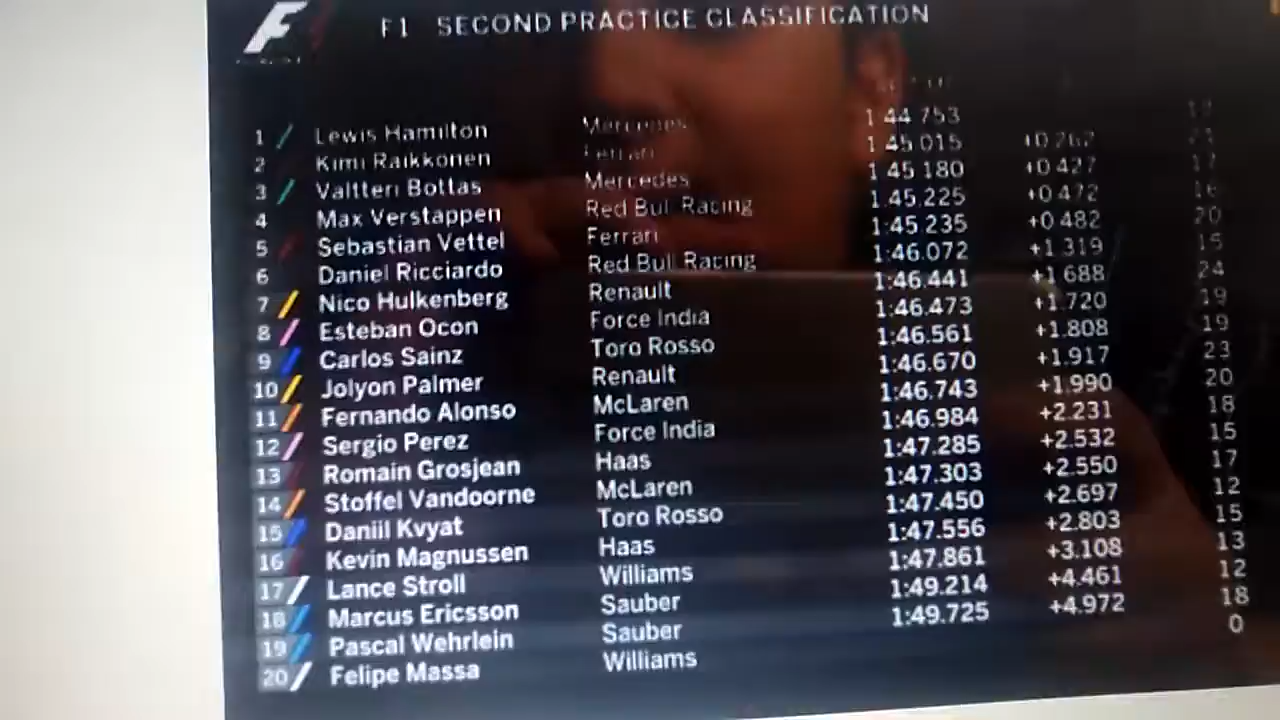 F1 SECOND PRACTICE CLASSIFICATION
1 Lewis Hamilton Mercedes 1:44.753
2 Kimi Raikkonen Ferrari 1:45.015 +0.262 21
3 Valtteri Bottas Mercedes 1:45.180 +0.427 17
4 Max Verstappen Red Bull Racing 1:45.225 +0.472 16
5 Sebastian Vettel Ferrari 1:45.235 +0.482 20
6 Daniel Ricciardo Red Bull Racing 1:46.072 +1.319 15
7 Nico Hulkenberg Renault 1:46.441 +1.688 24
8 Esteban Ocon Force India 1:46.473 +1.720 19
9 Carlos Sainz Toro Rosso 1:46.561 +1.808 19
10 Jolyon Palmer Renault 1:46.670 +1.917 23
11 Fernando Alonso McLaren 1:46.743 +1.990 20
12 Sergio Perez Force India 1:46.984 +2.231 18
13 Romain Grosjean Haas 1:47.285 +2.532 15
14 Stoffel Vandoorne McLaren 1:47.303 +2.550 17
15 Daniil Kvyat Toro Rosso 1:47.450 +2.697 12
16 Kevin Magnussen Haas 1:47.556 +2.803 15
17 Lance Stroll Williams 1:47.861 +3.108 13
18 Marcus Ericsson Sauber 1:49.214 +4.461 12
19 Pascal Wehrlein Sauber 1:49.725 +4.972 18
20 Felipe Massa Williams 0